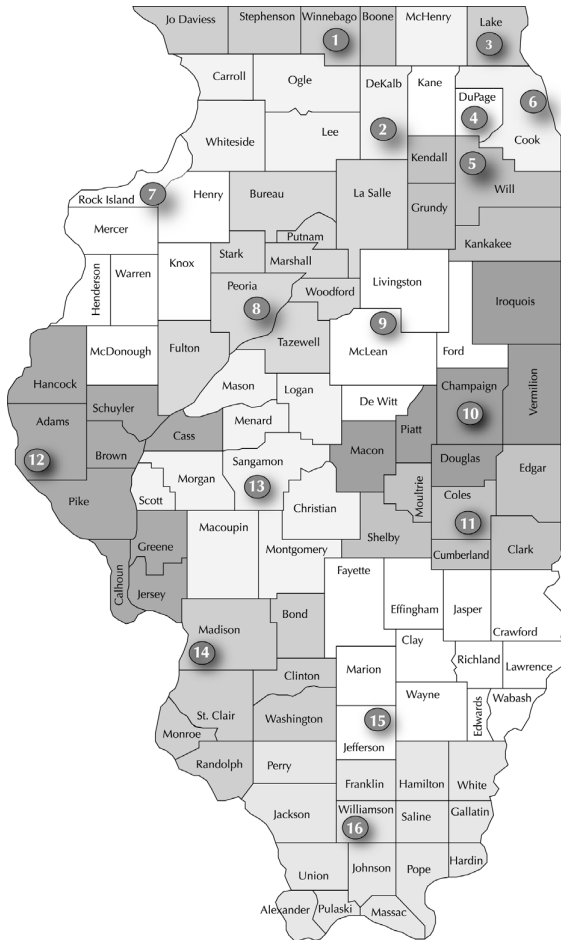 Jo Daviess
Stephenson
Winnebago
Boone
McHenry
Lake
1
3
Carroll
Ogle
DeKalb
Kane
DuPage
6
4
2
Cook
Whiteside
Lee
Kendall
5
Rock Island
7
Henry
Bureau
La Salle
Will
Grundy
Mercer
Putnam
Kankakee
Stark
Marshall
Knox
Warren
Henderson
Peoria
Woodford
Livingston
Iroquois
8
9
Tazewell
McLean
Ford
McDonough
Fulton
Hancock
Mason
Logan
Champaign
Vermilion
De Witt
10
Schuyler
Menard
Piatt
Adams
Cass
Macon
12
Brown
Sangamon
Douglas
Edgar
13
Morgan
Scott
Moultrie
Coles
Pike
Christian
11
Macoupin
Shelby
Greene
Montgomery
Cumberland
Clark
Calhoun
Jersey
Fayette
Effingham
Jasper
Crawford
Bond
Madison
Clay
14
Richland
Lawrence
Marion
Clinton
Wayne
Edwards
Wabash
St. Clair
Washington
15
Monroe
Jefferson
Randolph
Perry
Franklin
Hamilton
White
Jackson
Williamson
Saline
Gallatin
16
Union
Johnson
Pope
Hardin
Alexander
Pulaski
Massac